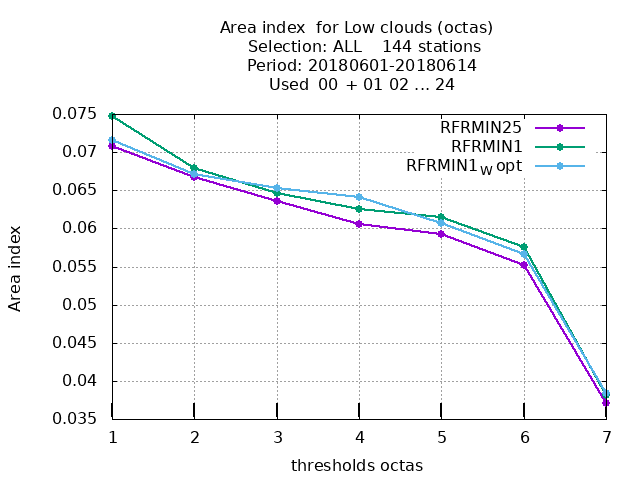 Area index  for Low clouds (octas)
Selection: ALL    144 stations
Period: 20180601-20180614
Used  00 + 01 02 ... 24
0.075
0.07
0.065
0.06
0.055
0.05
0.045
0.04
0.035
Area index
RFRMIN25
RFRMIN1
RFRMIN1W opt
1 2 3 4 5 6 7
thresholds octas